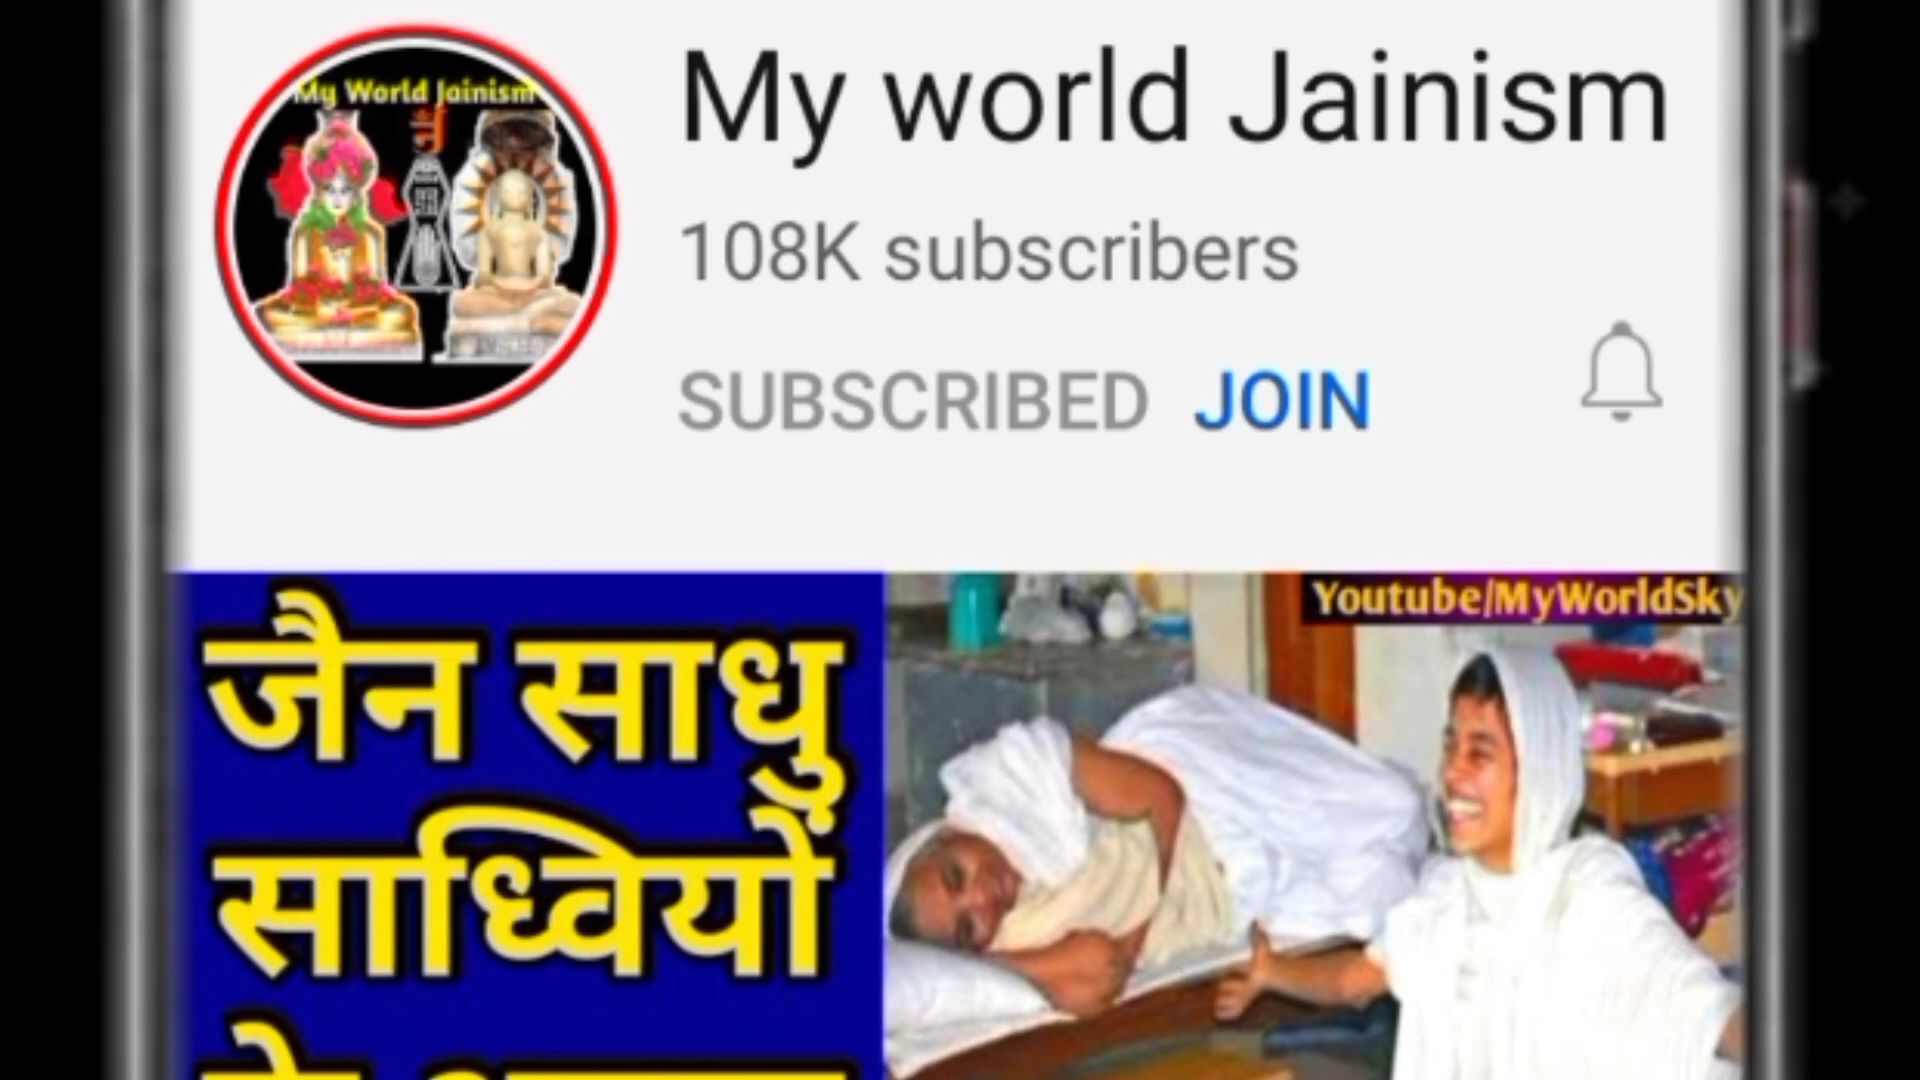 My World Jainism
My world Jainism
108K subscribers
SUBSCRIBED JOIN
Youtube/MyWorldSky
जैन साधु
साध्वियों
के